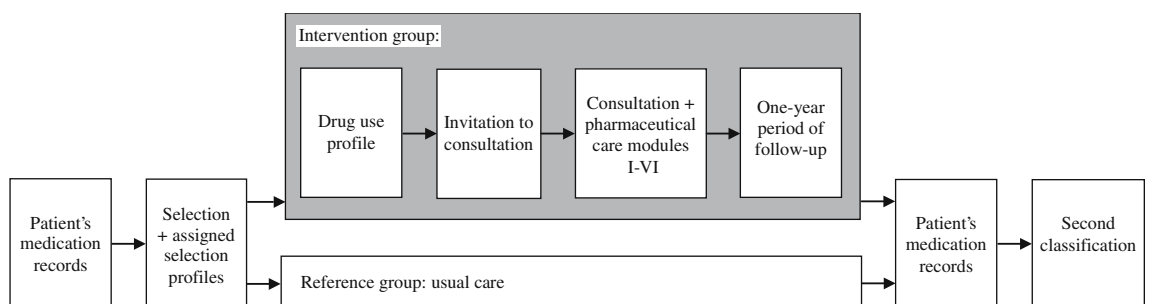 Intervention group:
Drug use
profile
Invitation to
consultation
Consultation +
pharmaceutical
care modules
I-VI
One-year
period of
follow-up
Patient's
medication
records
Selection
+ assigned
selection
profiles
Reference group: usual care
Patient's
medication
records
Second
classification